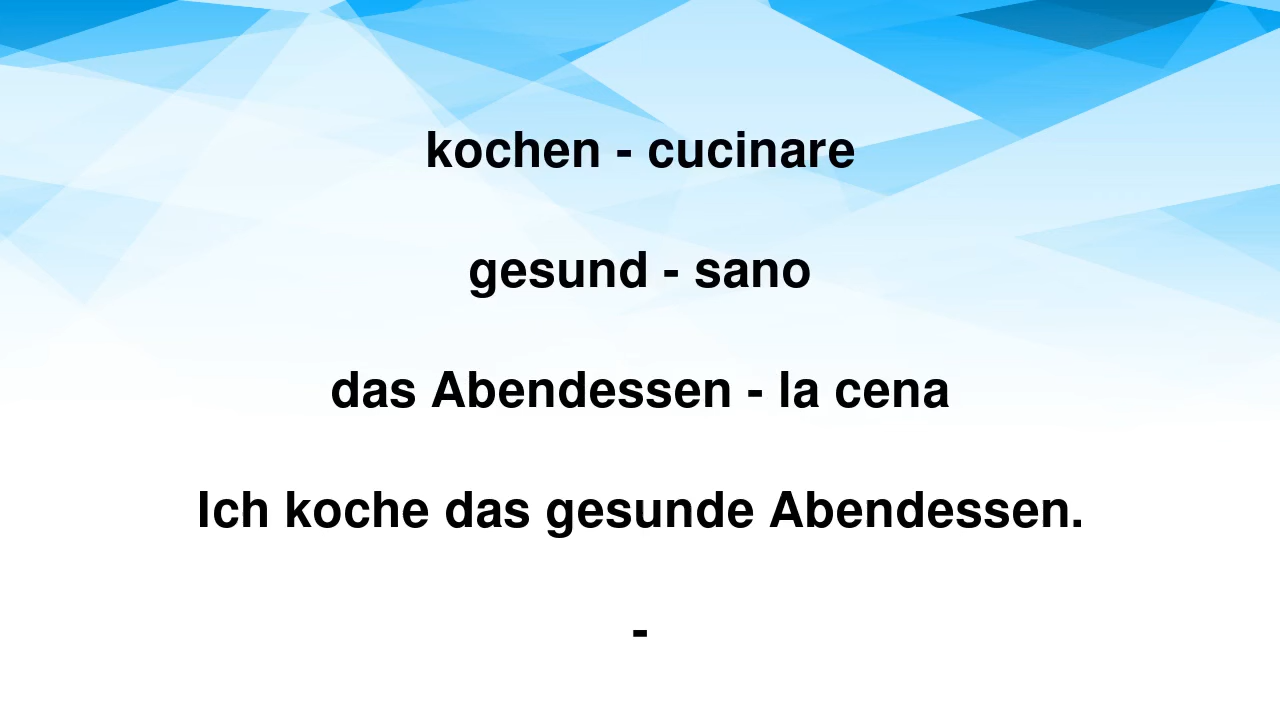 kochen - cucinare
gesund - sano
das Abendessen - la cena
Ich koche das gesunde Abendessen.
-